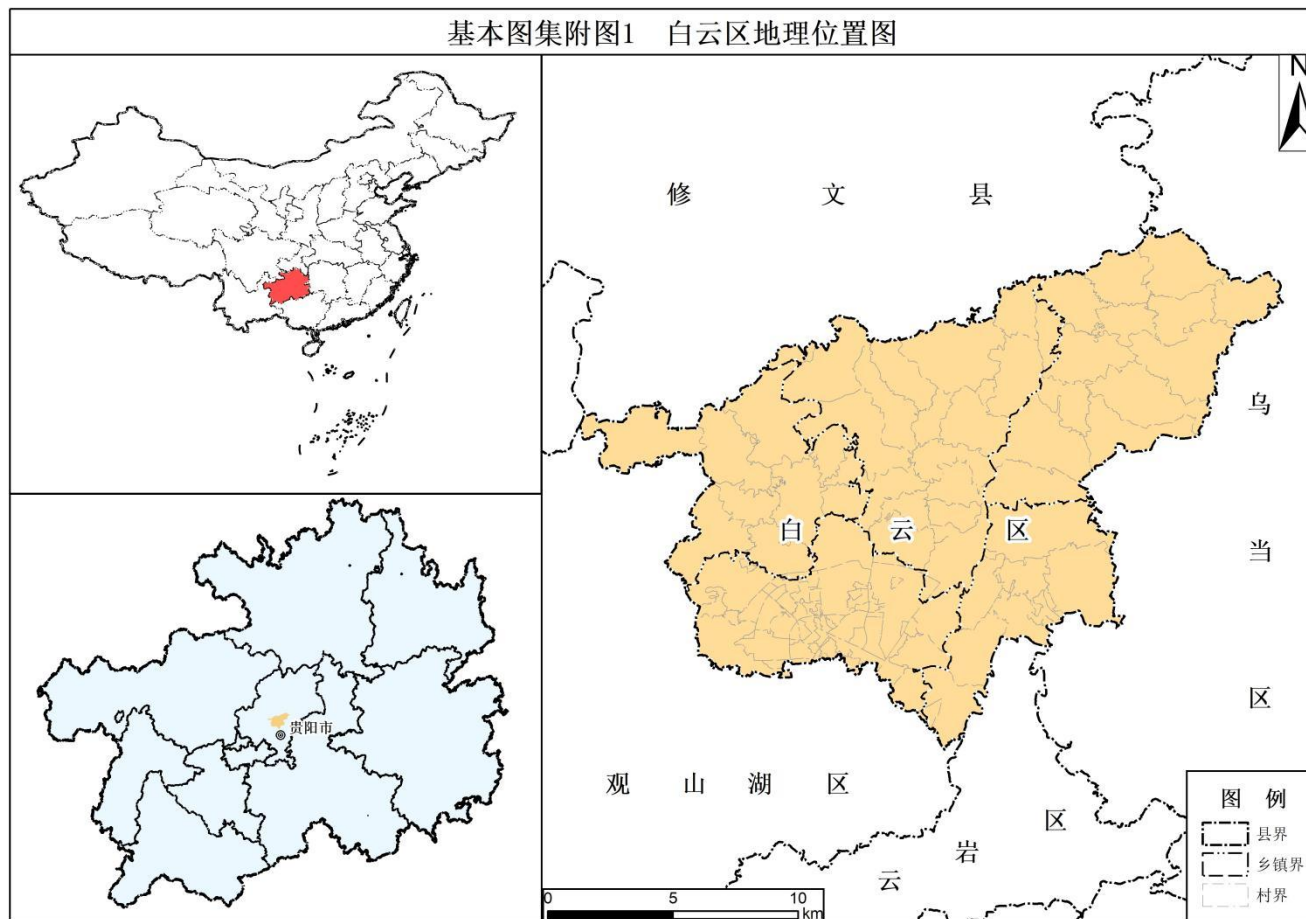 基本图集附图1 白云区地理位置图
N
修文县
乌当区
白云区
贵阳市
观山湖区
云岩区
图 例
县界
乡镇界
村界
0 5 10
km